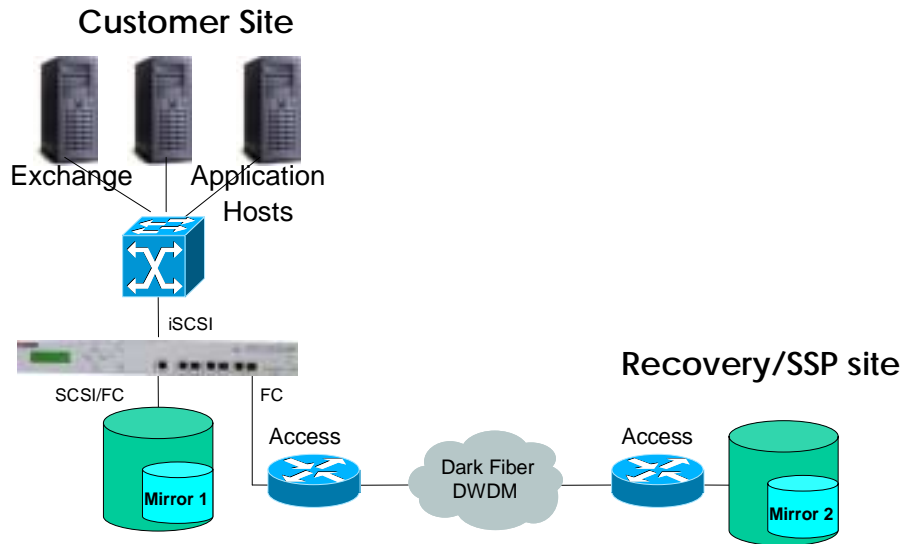 Customer Site
Exchange
Application
Hosts
iSCSI
Recovery/SSP site
SCSI/FC
FC
Access
Access
Dark Fiber
DWDM
Mirror 1
Mirror 2